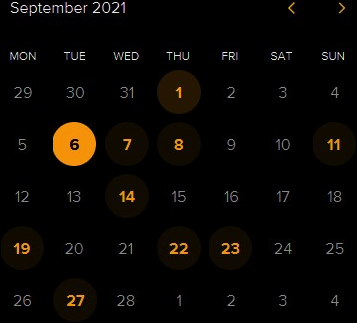 September 2021
MON TUE WED THU FRI SAT SUN
29 30 31 1 2 3 4
5 6 7 8 9 10 11
12 13 14 15 16 17 18
19 20 21 22 23 24 25
26 27 28 1 2 3 4